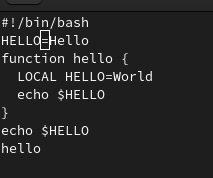 #!/bin/bash
HELLO=Hello
function hello {
  LOCAL HELLO=World
  echo $HELLO
}
echo $HELLO
hello